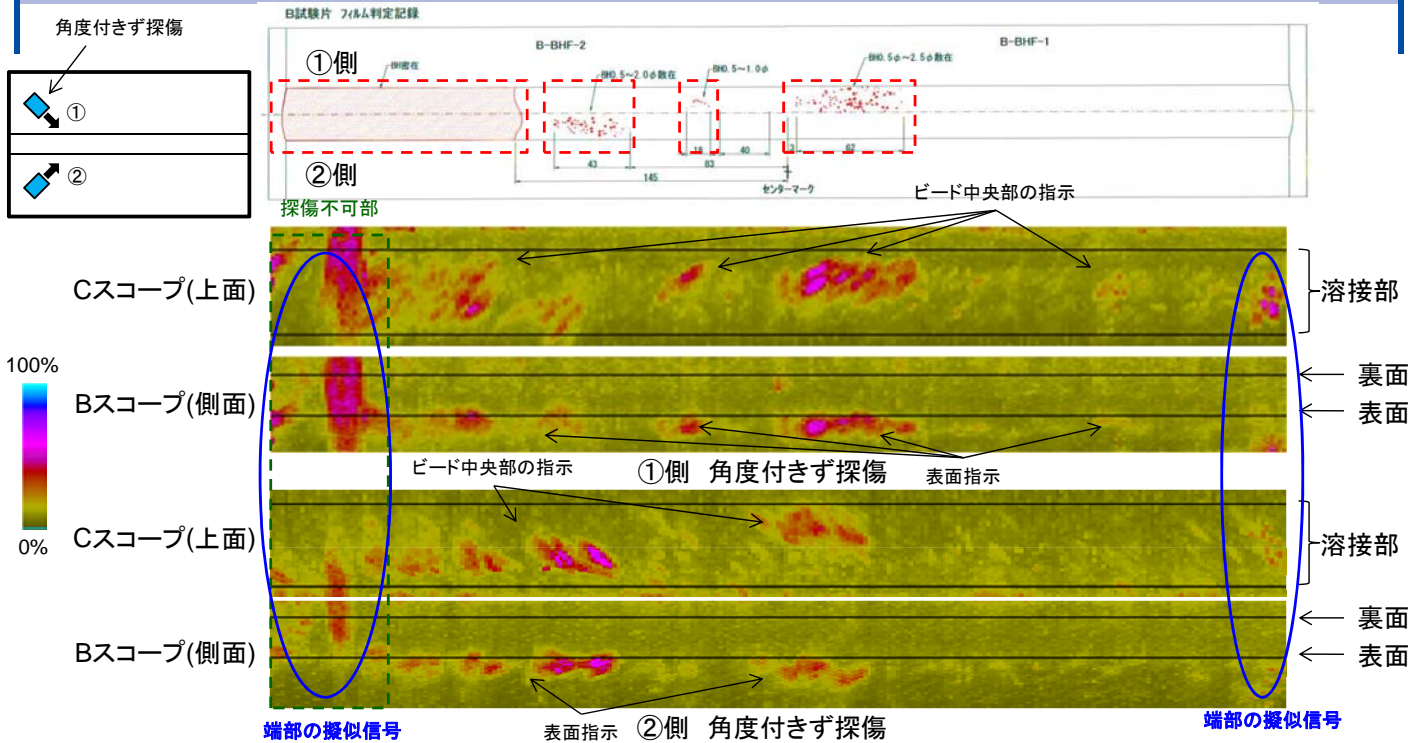 角度付きず探傷
①
②
B試験片 フィルム判定記録
B-BHF-2
B-BHF-1
①側
BH密在
BH0.5～2.0φ散在
BH0.5～1.0φ
BH0.5φ～2.5φ散在
②側
43
18
40
3
62
83
145
センターマーク
探傷不可部
ビード中央部の指示
Cスコープ(上面)
溶接部
100%
0%
Bスコープ(側面)
裏面
表面
ビード中央部の指示
①側 角度付きず探傷
表面指示
Cスコープ(上面)
溶接部
Bスコープ(側面)
裏面
表面
端部の擬似信号
表面指示
②側 角度付きず探傷
端部の擬似信号